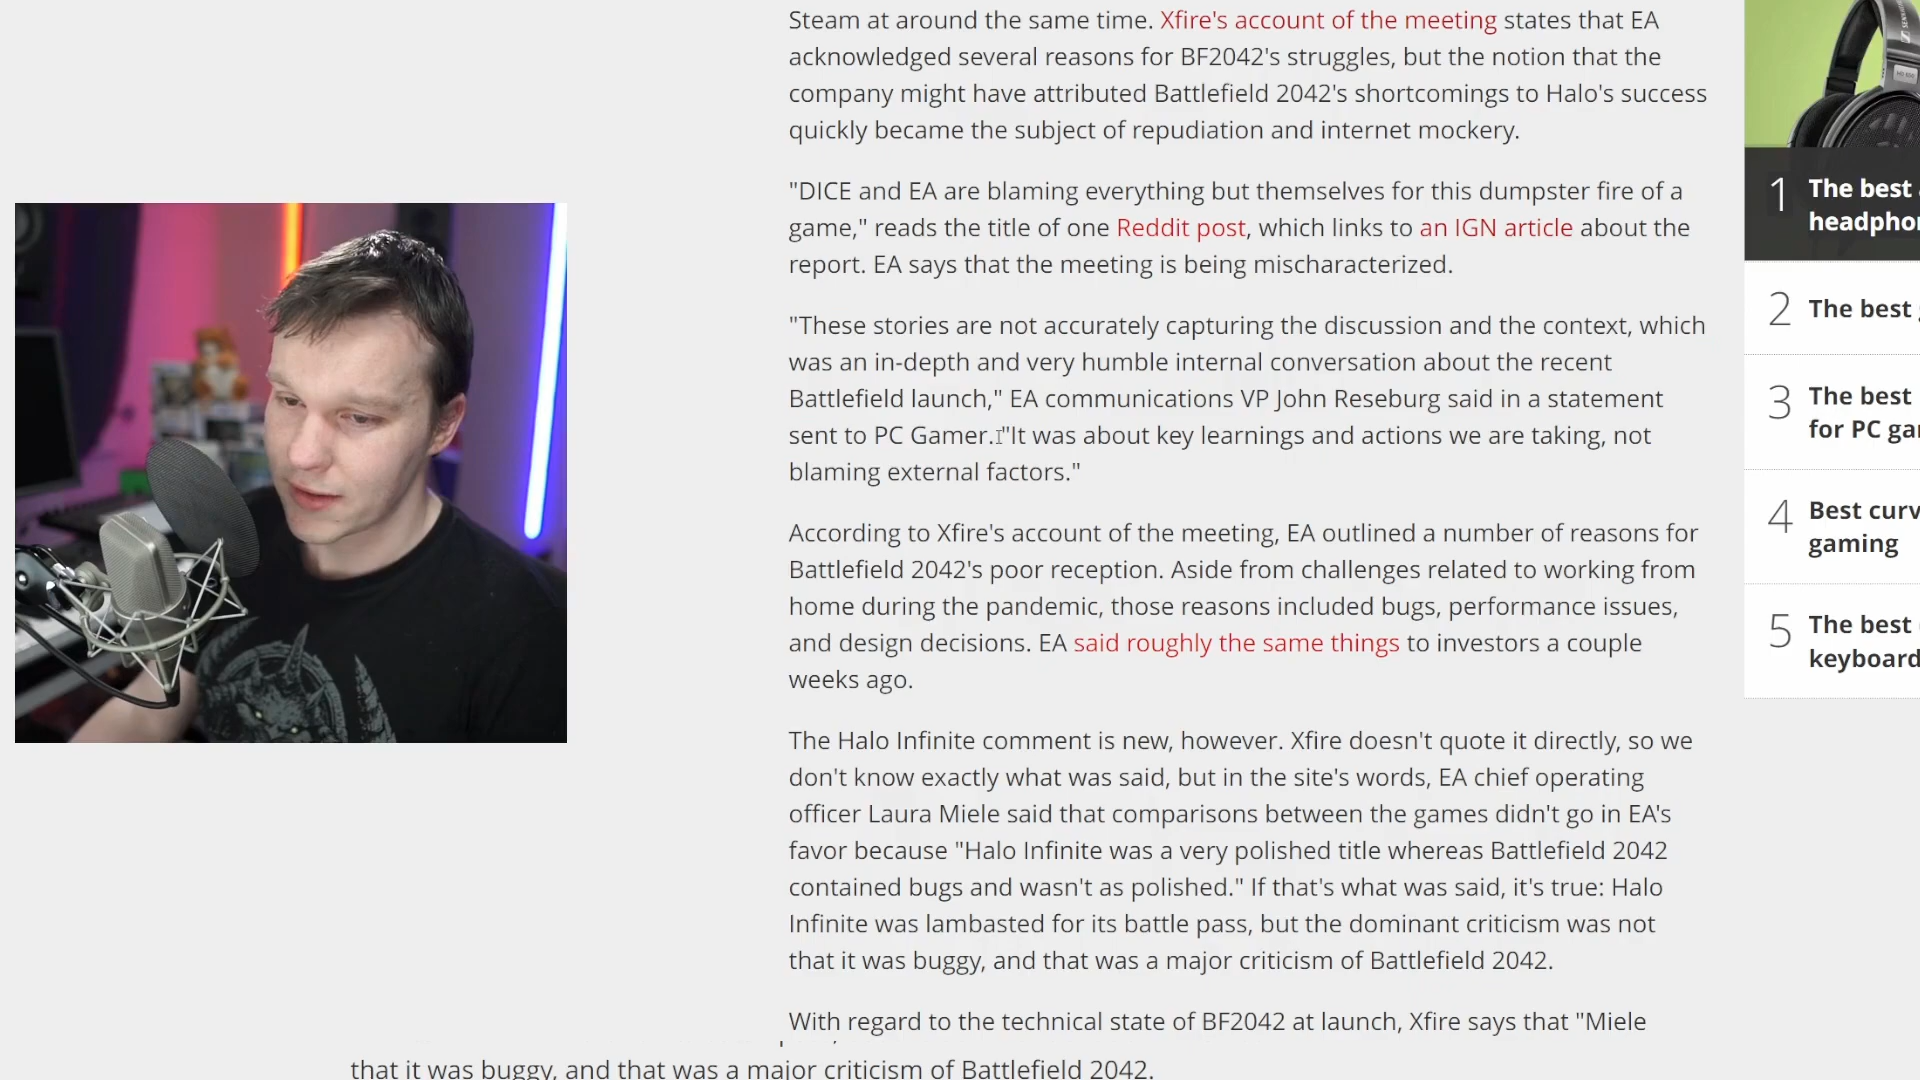 Steam at around the same time. Xfire's account of the meeting states that EA
acknowledged several reasons for BF2042's struggles, but the notion that the
company might have attributed Battlefield 2042's shortcomings to Halo's success
quickly became the subject of repudiation and internet mockery.
"DICE and EA are blaming everything but themselves for this dumpster fire of a
game," reads the title of one Reddit post, which links to an IGN article about the
report. EA says that the meeting is being mischaracterized.
"These stories are not accurately capturing the discussion and the context, which
was an in-depth and very humble internal conversation about the recent
Battlefield launch," EA communications VP John Reseburg said in a statement
sent to PC Gamer. "It was about key learnings and actions we are taking, not
blaming external factors."
According to Xfire's account of the meeting, EA outlined a number of reasons for
Battlefield 2042's poor reception. Aside from challenges related to working from
home during the pandemic, those reasons included bugs, performance issues,
and design decisions. EA said roughly the same things to investors a couple
weeks ago.
The Halo Infinite comment is new, however. Xfire doesn't quote it directly, so we
don't know exactly what was said, but in the site's words, EA chief operating
officer Laura Miele said that comparisons between the games didn't go in EA's
favor because "Halo Infinite was a very polished title whereas Battlefield 2042
contained bugs and wasn't as polished." If that's what was said, it's true: Halo
Infinite was lambasted for its battle pass, but the dominant criticism was not
that it was buggy, and that was a major criticism of Battlefield 2042.
With regard to the technical state of BF2042 at launch, Xfire says that "Miele
that it was buggy, and that was a major criticism of Battlefield 2042.
1 The best
2 The best
3 The best
for PC
4 Best
gaming
5 The best